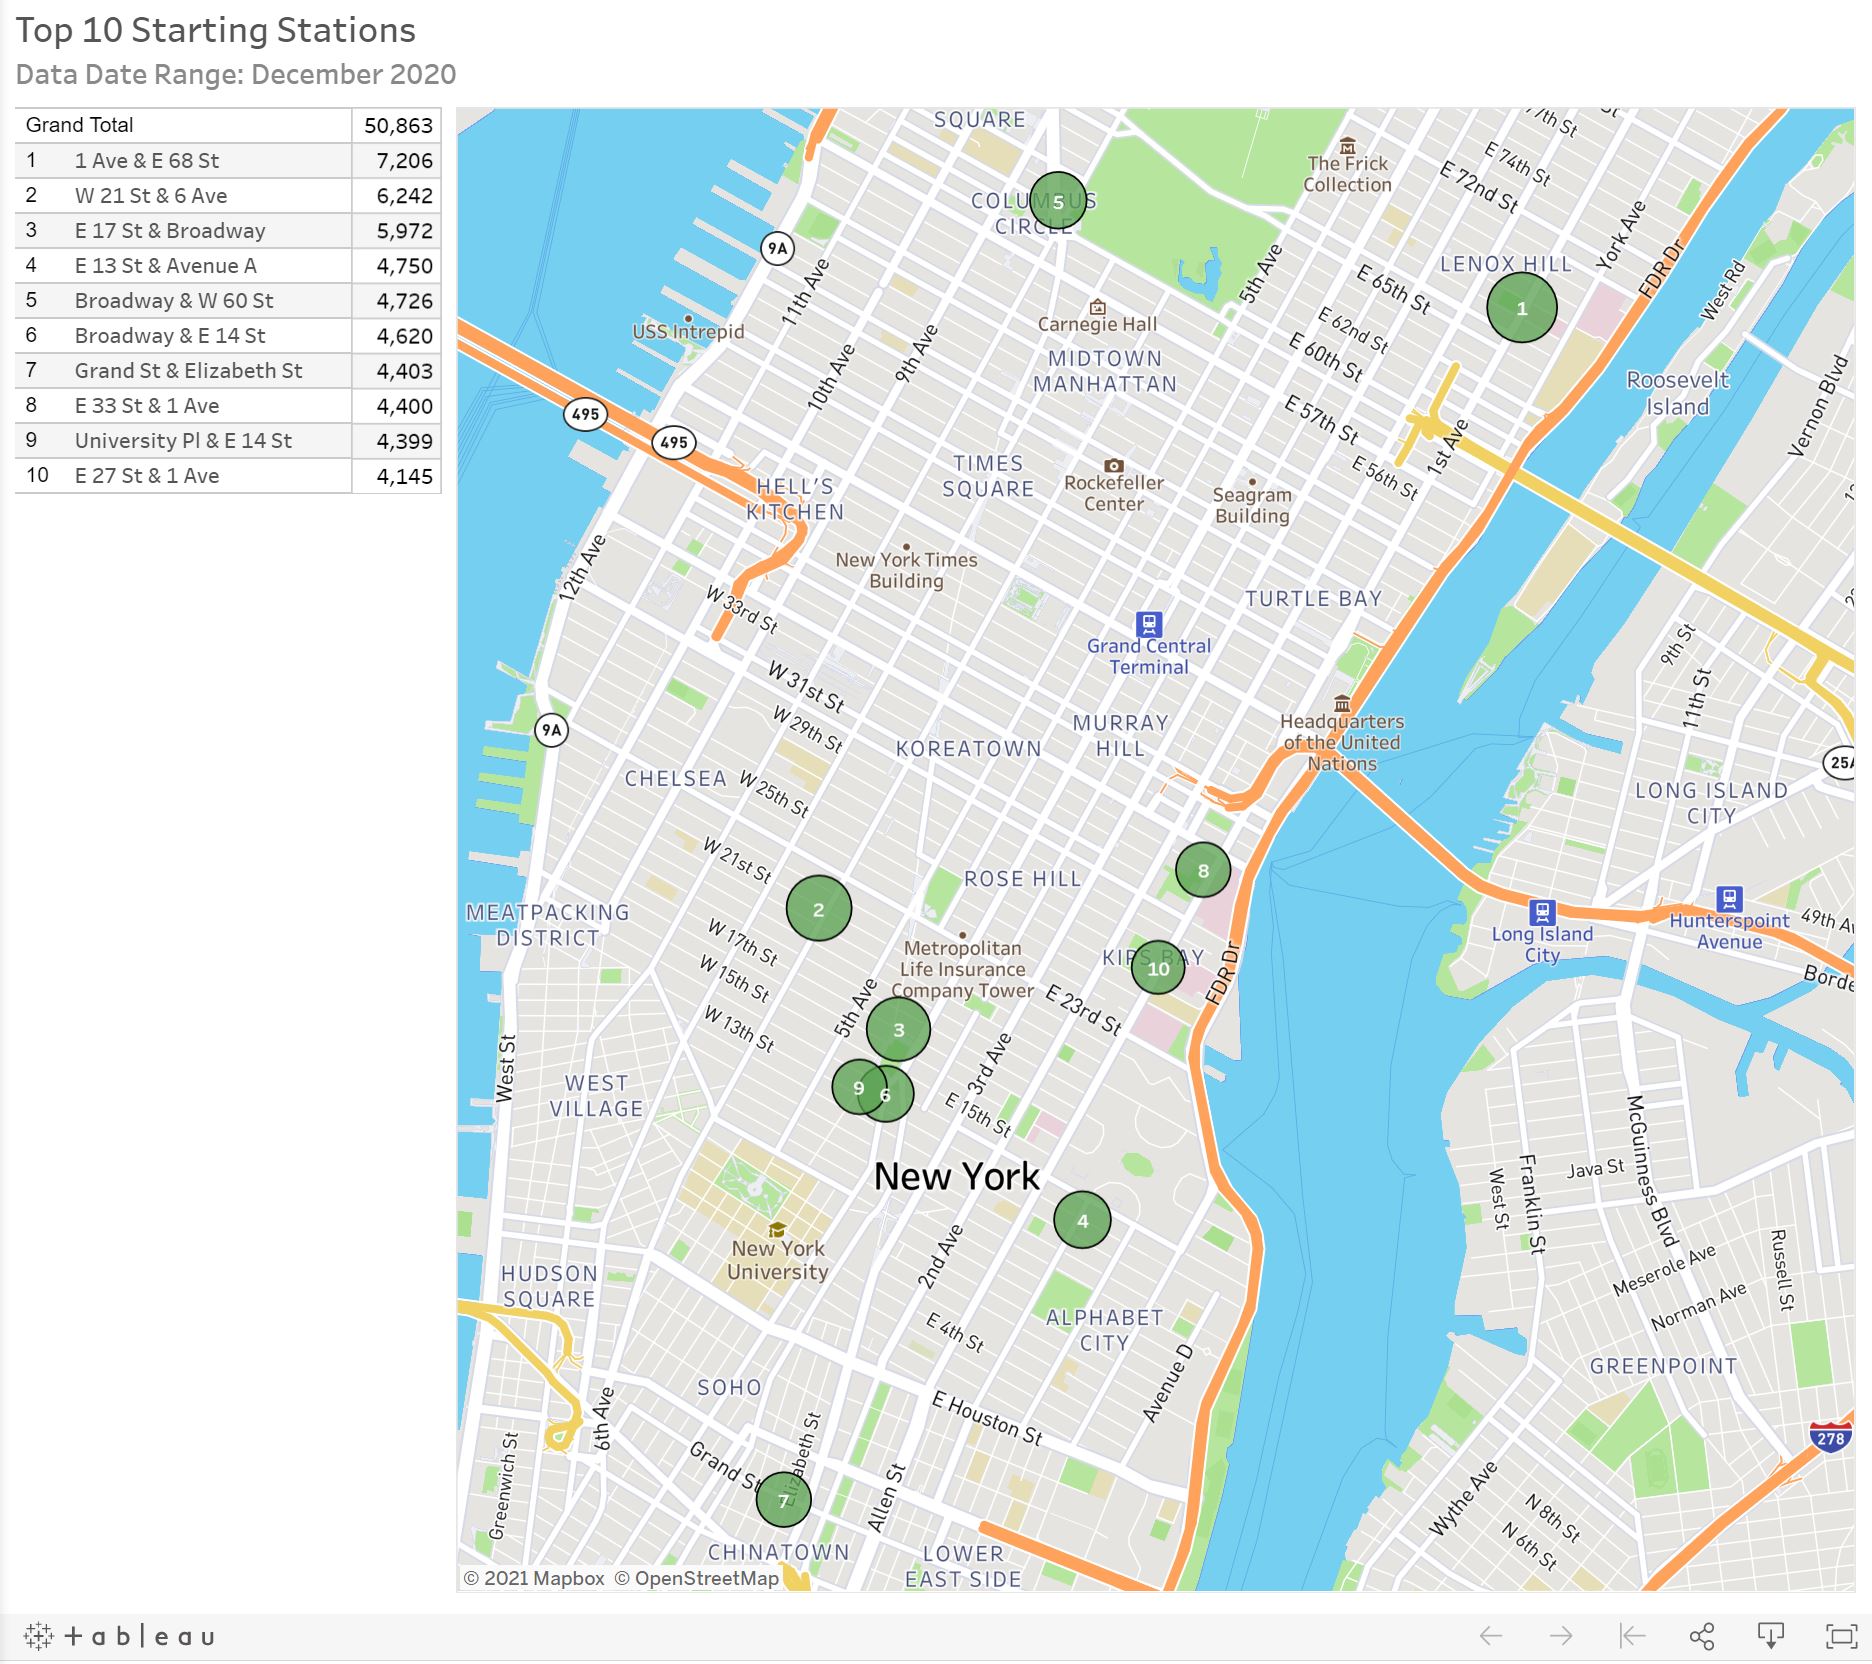 Top 10 Starting Stations
Data Date Range: December 2020
Grand Total 50,863
1 1 Ave & E 68 St 7,206
2 W 21 St & 6 Ave 6,242
3 E 17 St & Broadway 5,972
4 E 13 St & Avenue A 4,750
5 Broadway & W 60 St 4,726
6 Broadway & E 14 St 4,620
7 Grand St & Elizabeth St 4,403
8 E 33 St & 1 Ave 4,400
9 University Pl & E 14 St 4,399
10 E 27 St & 1 Ave 4,145
SQUARE
77th St
St
The Frick
Collection
E 74th St
E 72nd St
COLUMBUS
CIRCLE
5
9A
York Ave
FDR Dr
LENOX HILL
West Rd
11th Ave
5th Ave
E 65th St
1
USS Intrepid
Carnegie Hall
E 62nd St
E 60th St
9th Ave
10th Ave
MIDTOWN
MANHATTAN
Roosevelt
Island
Vernon Blvd
495
495
E 57th St
1st Ave
E 56th St
TIMES
SQUARE
Rockefeller
Center
Seagram
Building
HELL'S
KITCHEN
12th Ave
New York Times
Building
W 33rd St
TURTLE BAY
Grand Central
Terminal
9th St
11th St
W 31st St
W 29th St
9A
KOREATOWN
MURRAY
HILL
Headquarters
of the United
Nations
25A
CHELSEA
W 25th St
LONG ISLAND
CITY
W 21st St
ROSE HILL
8
2
MEATPACKING
DISTRICT
W 17th St
W 15th St
W 13th St
Metropolitan
Life Insurance
Company Tower
KIPS BAY
10
FDR Dr
Long Island
City
Hunterspoint
Avenue
49th Av
Borde
5th Ave
3
E 23rd St
3rd Ave
West St
WEST
VILLAGE
9
6
E 15th St
New York
4
New York
University
2nd Ave
West St
Franklin St
Java St
McGuinness Blvd
Meserole Ave
Norman Ave
Russell St
HUDSON
SQUARE
E 4th St
ALPHABET
CITY
Avenue D
GREENPOINT
SOHO
6th Ave
E Houston St
Greenwich St
Grand St
Elizabeth St
Allen St
7
278
Wythe Ave
N 8th St
N 6th St
CHINATOWN
LOWER
EAST SIDE
© 2021 Mapbox © OpenStreetMap
+ableau